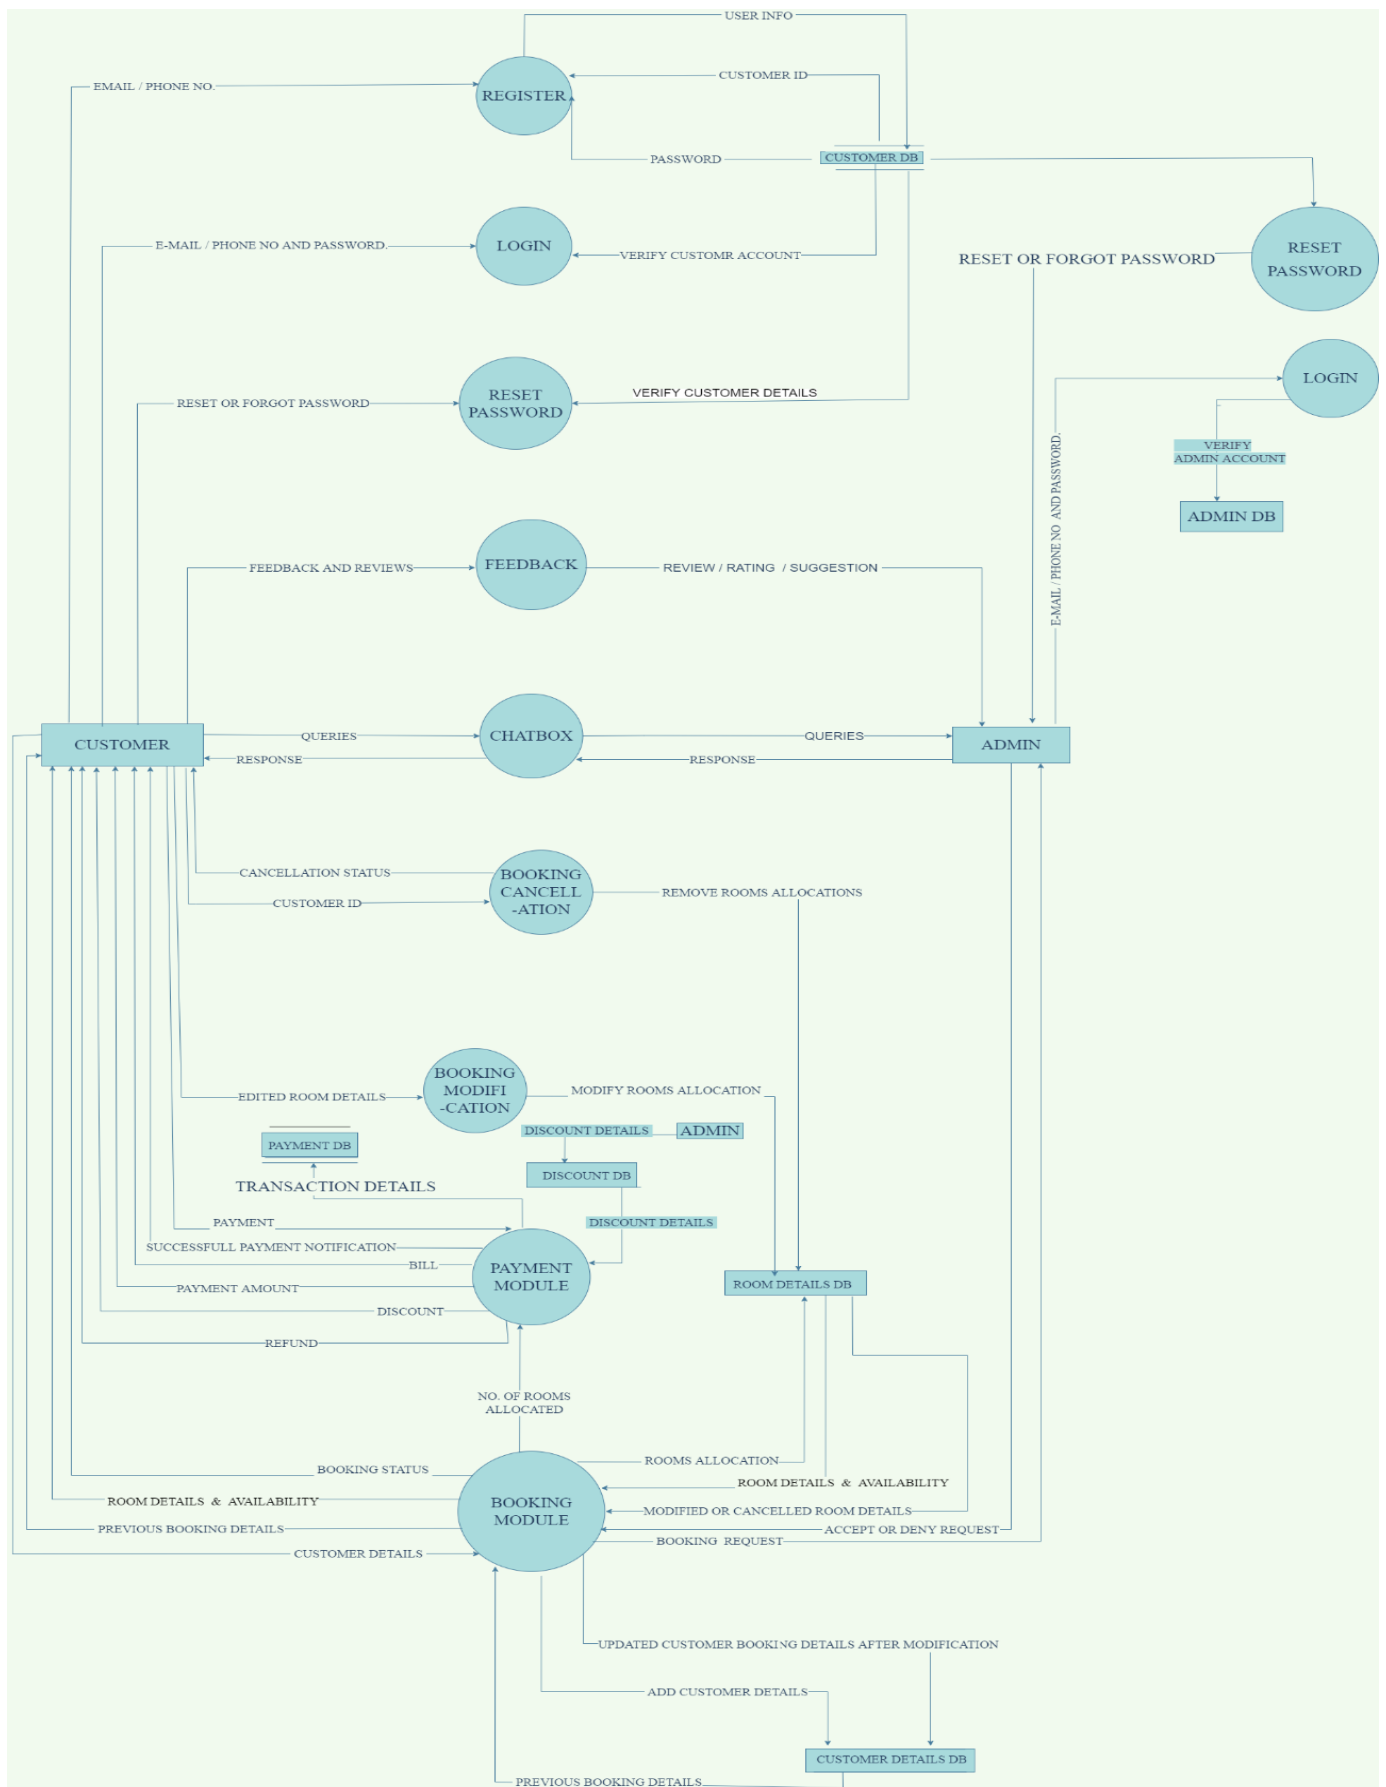 USER INFO
CUSTOMER ID
EMAIL / PHONE NO.
REGISTER
PASSWORD
CUSTOMER DB
E-MAIL / PHONE NO AND PASSWORD.
LOGIN
VERIFY CUSTOMR ACCOUNT
RESET OR FORGOT PASSWORD
RESET
PASSWORD
LOGIN
RESET OR FORGOT PASSWORD
RESET
PASSWORD
VERIFY CUSTOMER DETAILS
E-MAIL / PHONE NO AND PASSWORD.
VERIFY
ADMIN ACCOUNT
ADMIN DB
FEEDBACK AND REVIEWS
FEEDBACK
REVIEW / RATING / SUGGESTION
CUSTOMER
QUERIES
CHATBOX
QUERIES
ADMIN
RESPONSE
RESPONSE
CANCELLATION STATUS
CUSTOMER ID
BOOKING
CANCELL
-ATION
REMOVE ROOMS ALLOCATIONS
EDITED ROOM DETAILS
BOOKING
MODIFI
-CATION
MODIFY ROOMS ALLOCATION
PAYMENT DB
DISCOUNT DETAILS
ADMIN
DISCOUNT DB
TRANSACTION DETAILS
DISCOUNT DETAILS
PAYMENT
SUCCESSFULL PAYMENT NOTIFICATION
BILL
PAYMENT AMOUNT
DISCOUNT
REFUND
PAYMENT
MODULE
ROOM DETAILS DB
NO. OF ROOMS
ALLOCATED
BOOKING STATUS
ROOM DETAILS & AVAILABILITY
PREVIOUS BOOKING DETAILS
CUSTOMER DETAILS
BOOKING
MODULE
ROOMS ALLOCATION
ROOM DETAILS & AVAILABILITY
MODIFIED OR CANCELLED ROOM DETAILS
ACCEPT OR DENY REQUEST
BOOKING REQUEST
UPDATED CUSTOMER BOOKING DETAILS AFTER MODIFICATION
ADD CUSTOMER DETAILS
CUSTOMER DETAILS DB
PREVIOUS BOOKING DETAILS